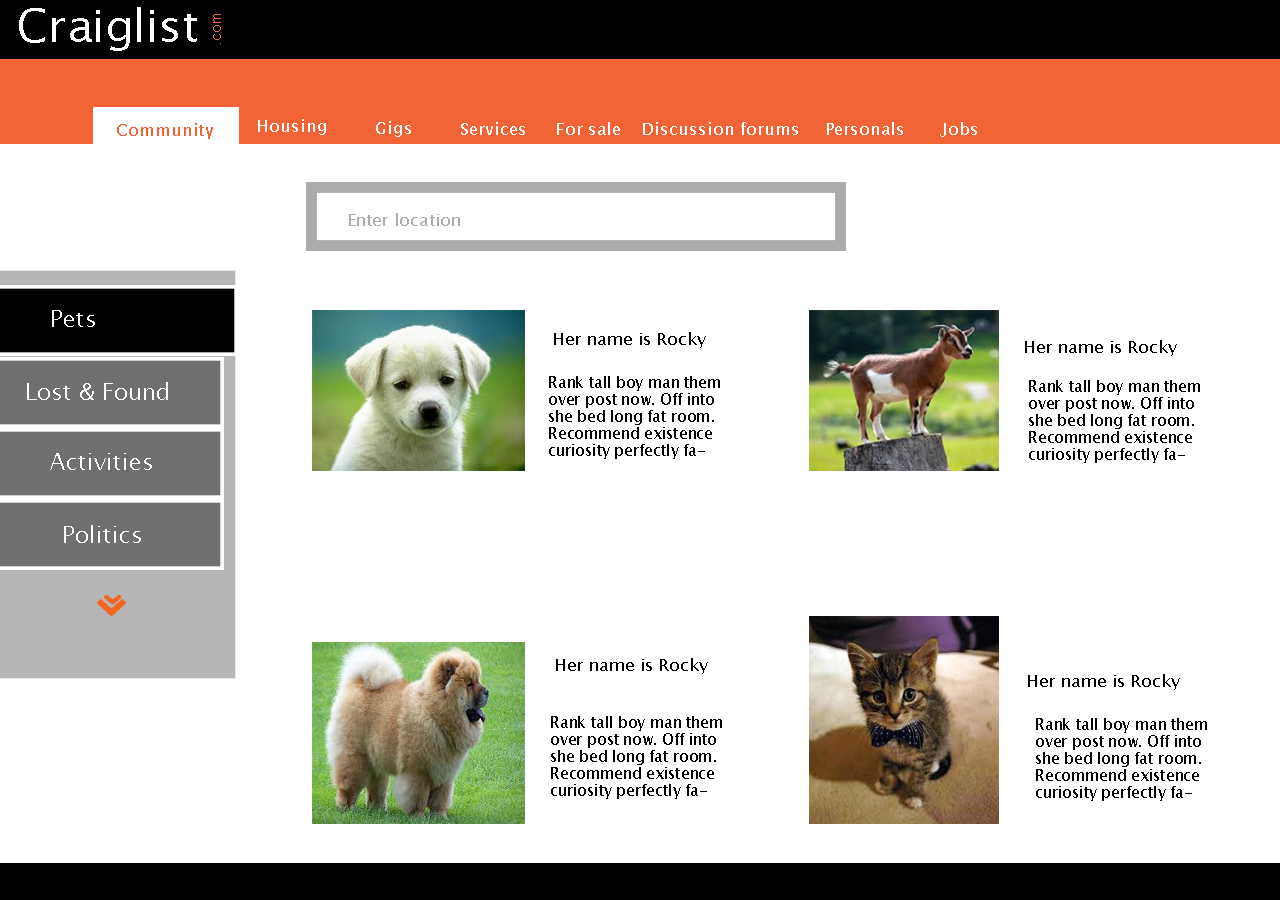 Craiglist .com
Community Housing Gigs Services For sale Discussion forums Personals Jobs
Enter location
Pets
Lost & Found
Activities
Politics
Her name is Rocky
Rank tall boy man them
over post now. Off into
she bed long fat room.
Recommend existence
curiosity perfectly fa-
Her name is Rocky
Rank tall boy man them
over post now. Off into
she bed long fat room.
Recommend existence
curiosity perfectly fa-
Her name is Rocky
Rank tall boy man them
over post now. Off into
she bed long fat room.
Recommend existence
curiosity perfectly fa-
Her name is Rocky
Rank tall boy man them
over post now. Off into
she bed long fat room.
Recommend existence
curiosity perfectly fa-